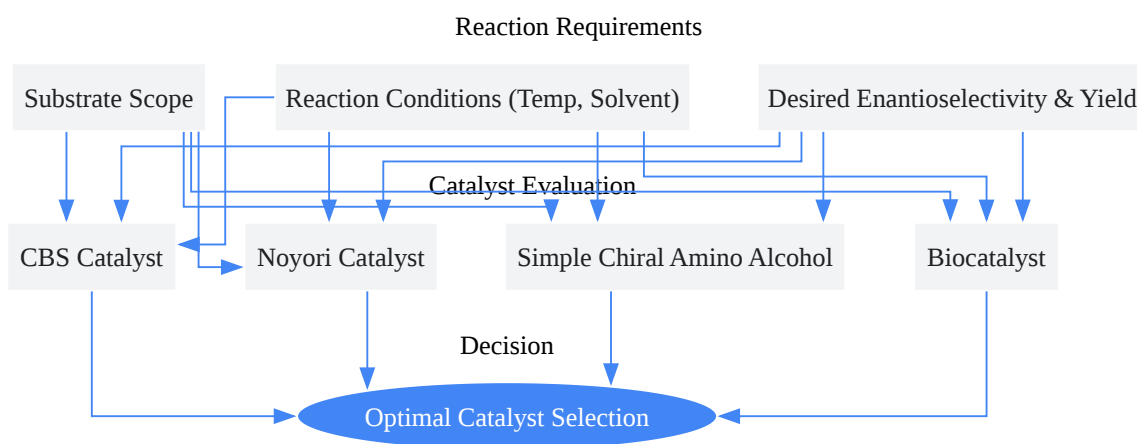 Reaction Requirements
Substrate Scope
Reaction Conditions (Temp, Solvent)
Desired Enantioselectivity & Yield
Catalyst Evaluation
CBS Catalyst
Noyori Catalyst
Simple Chiral Amino Alcohol
Biocatalyst
Decision
Optimal Catalyst Selection